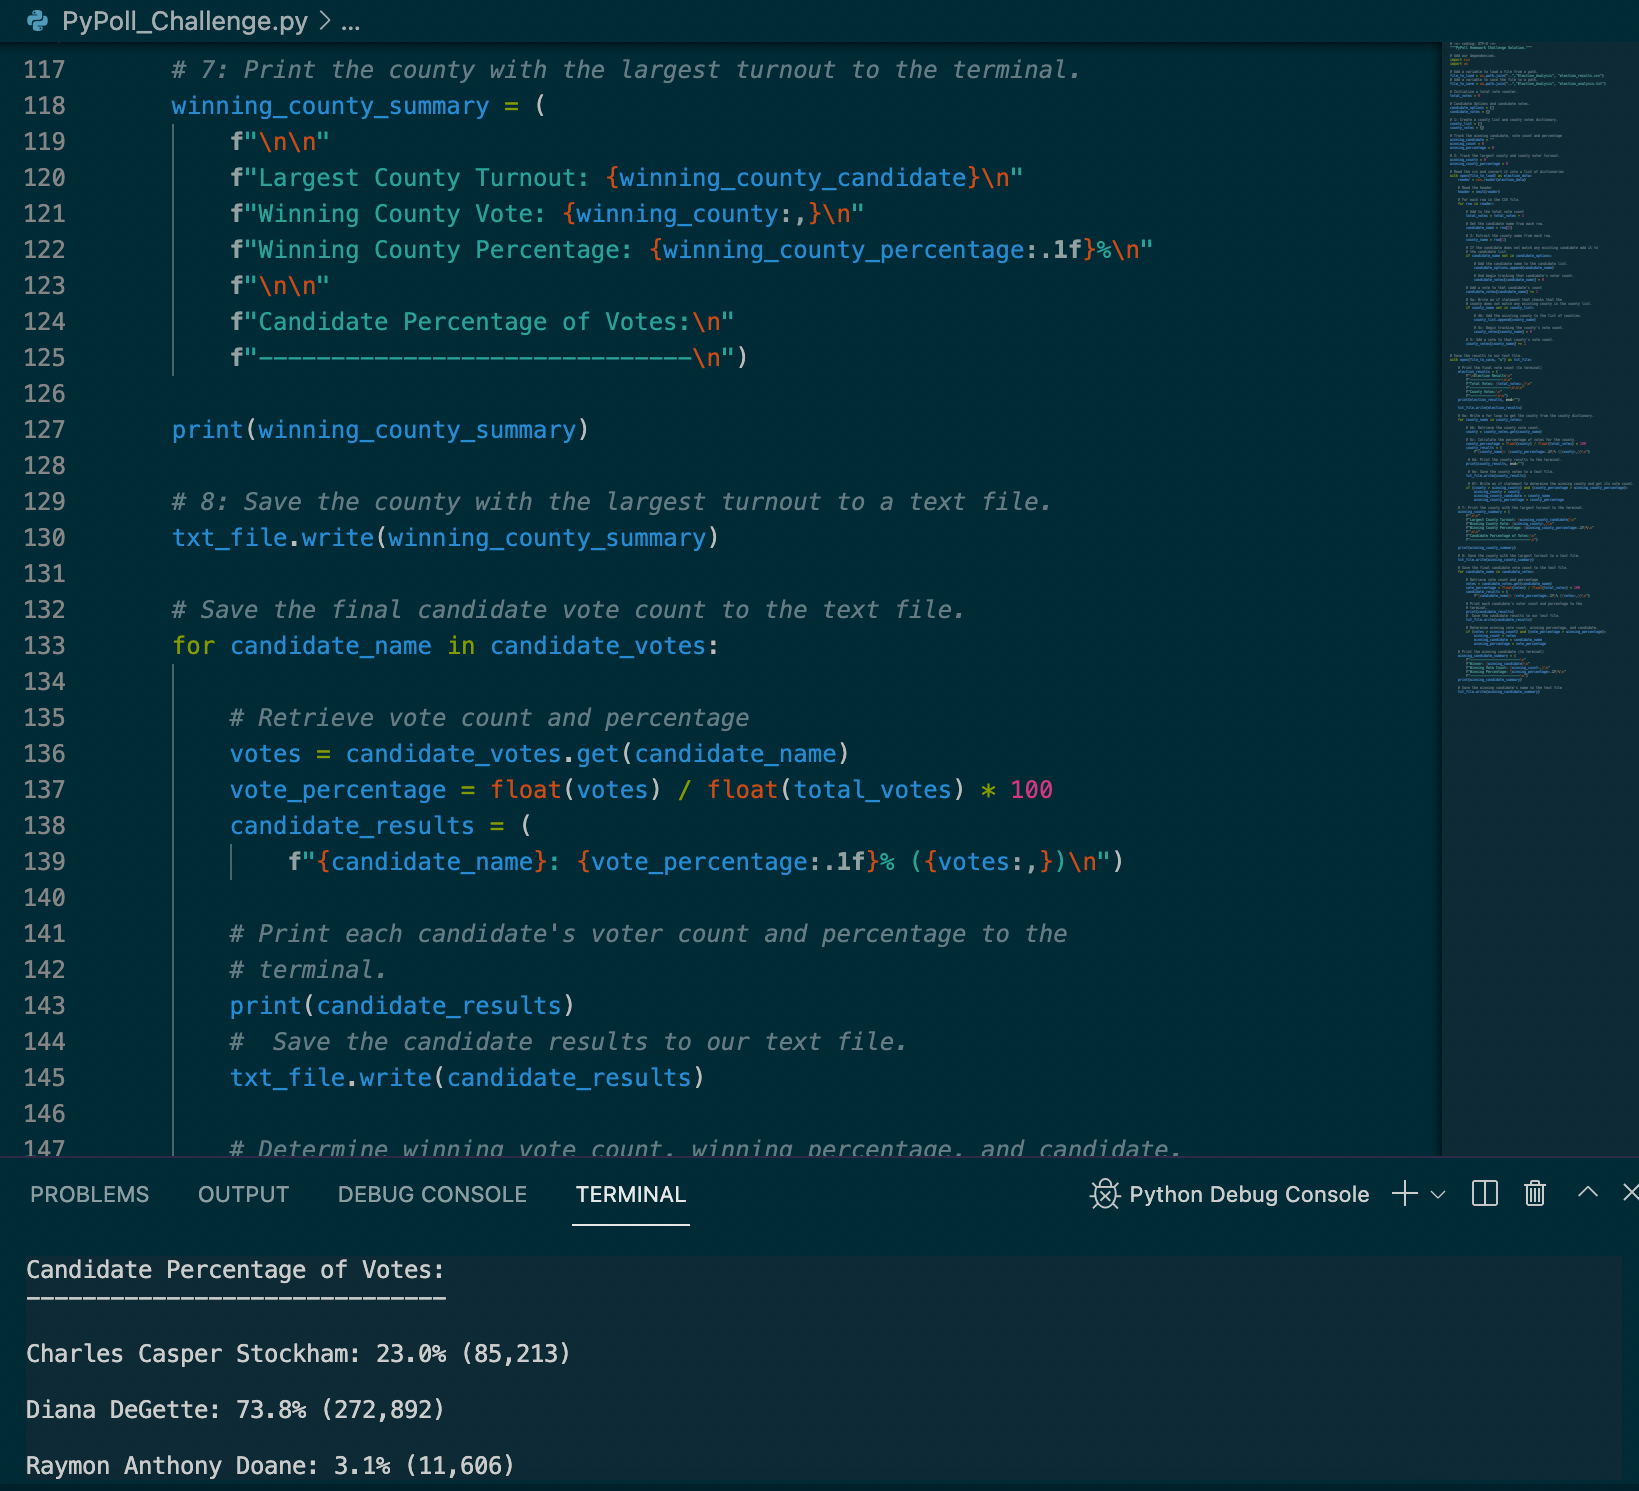 PyPoll_Challenge.py > ...
117 # 7: Print the county with the largest turnout to the terminal.
118 winning_county_summary = (
119 f"\n\n"
120 f"Largest County Turnout: {winning_county_candidate}\n"
121 f"Winning County Vote: {winning_county:,}\n"
122 f"Winning County Percentage: {winning_county_percentage:.1f}%\n"
123 f"\n\n"
124 f"Candidate Percentage of Votes:\n"
125 f"------------------------------\n")
126
127 print(winning_county_summary)
128
129 # 8: Save the county with the largest turnout to a text file.
130 txt_file.write(winning_county_summary)
131
132 # Save the final candidate vote count to the text file.
133 for candidate_name in candidate_votes:
134
135 # Retrieve vote count and percentage
136 votes = candidate_votes.get(candidate_name)
137 vote_percentage = float(votes) / float(total_votes) * 100
138 candidate_results = (
139 f"{candidate_name}: {vote_percentage:.1f}% ({votes:,})\n")
140
141 # Print each candidate's voter count and percentage to the
142 # terminal.
143 print(candidate_results)
144 #  Save the candidate results to our text file.
145 txt_file.write(candidate_results)
146
147 # Determine winning vote count, winning percentage, and candidate.
PROBLEMS OUTPUT DEBUG CONSOLE TERMINAL Python Debug Console
Candidate Percentage of Votes:
------------------------------
Charles Casper Stockham: 23.0% (85,213)
Diana DeGette: 73.8% (272,892)
Raymon Anthony Doane: 3.1% (11,606)